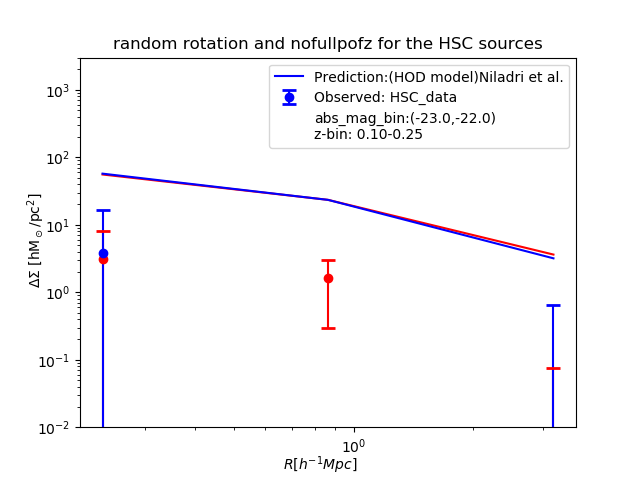 random rotation and nofullpofz for the HSC sources
Prediction:(HOD model)Niladri et al.
Observed: HSC_data
abs_mag_bin:(-23.0,-22.0)
z-bin: 0.10-0.25
10³
10²
10¹
10⁰
10⁻¹
10⁻²
ΔΣ [hM⊙/pc²]
10⁰
R[h⁻¹Mpc]